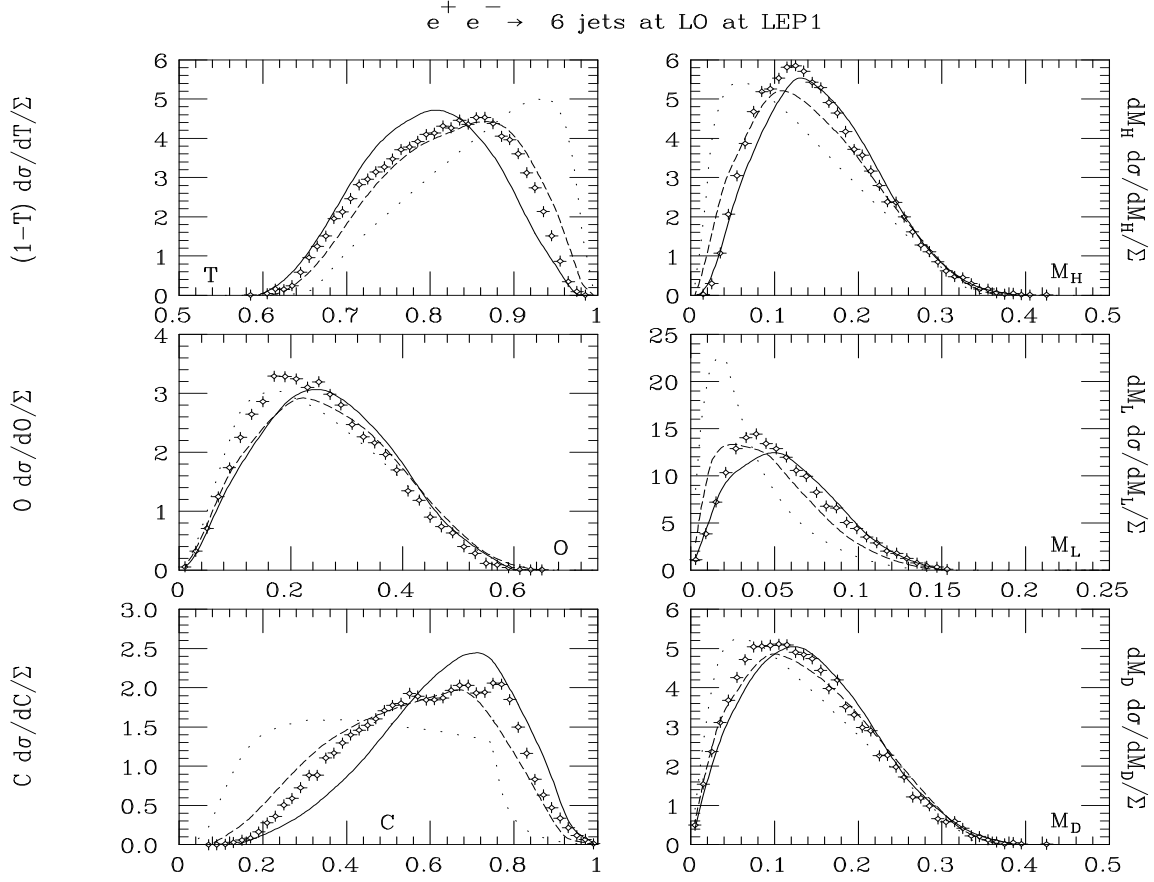 e+ e− → 6 jets at LO at LEP1
(1−T) dσ/dT/Σ
6
5
4
3
2
1
0
T
0.5 0.6 0.7 0.8 0.9 1
6
5
4
3
2
1
0
M_H
0 0.1 0.2 0.3 0.4 0.5
dM_H dσ/dM_H/Σ
O dσ/dO/Σ
4
3
2
1
0
O
0 0.2 0.4 0.6
25
20
15
10
5
0
M_L
0 0.05 0.1 0.15 0.2 0.25
dM_L dσ/dM_L/Σ
C dσ/dC/Σ
3.0
2.5
2.0
1.5
1.0
0.5
0.0
C
0 0.2 0.4 0.6 0.8 1
6
5
4
3
2
1
0
M_D
0 0.1 0.2 0.3 0.4 0.5
dM_D dσ/dM_D/Σ